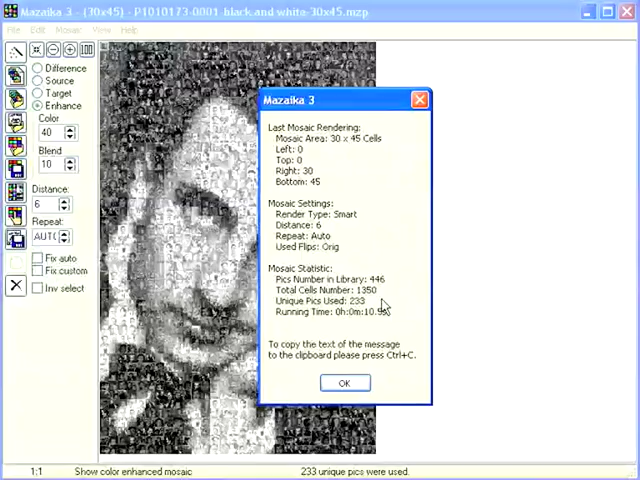 Mazaika 3 - (30x45) - P1010173-0001-black and white-30x45.mzp
File Edit Mosaic View Help
Difference
Source
Target
Enhance
Color
40
Blend
10
Distance:
6
Repeat:
AUTO
Fix auto
Fix custom
Inv select
Mazaika 3
Last Mosaic Rendering:
Mosaic Area: 30 x 45 Cells
Left: 0
Top: 0
Right: 30
Bottom: 45
Mosaic Settings:
Render Type: Smart
Distance: 6
Repeat: Auto
Used Flips: Orig
Mosaic Statistic:
Pics Number in Library: 446
Total Cells Number: 1350
Unique Pics Used: 233
Running Time: 0h:0m:10.
To copy the text of the message
to the clipboard please press Ctrl+C.
OK
1:1 Show color enhanced mosaic 233 unique pics were used.